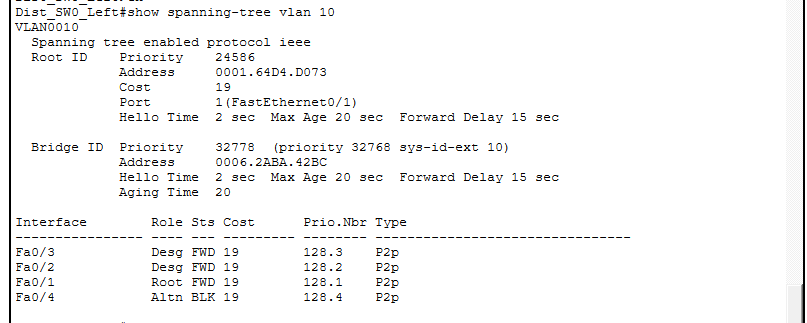 Dist_SW0_Left#show spanning-tree vlan 10
VLAN0010
  Spanning tree enabled protocol ieee
  Root ID    Priority    24586
             Address     0001.64D4.D073
             Cost        19
             Port        1(FastEthernet0/1)
             Hello Time  2 sec  Max Age 20 sec  Forward Delay 15 sec

  Bridge ID  Priority    32778  (priority 32768 sys-id-ext 10)
             Address     0006.2ABA.42BC
             Hello Time  2 sec  Max Age 20 sec  Forward Delay 15 sec
             Aging Time  20

Interface        Role Sts Cost      Prio.Nbr Type
---------------- ---- --- --------- -------- --------------------------------
Fa0/3            Desg FWD 19        128.3    P2p
Fa0/2            Desg FWD 19        128.2    P2p
Fa0/1            Root FWD 19        128.1    P2p
Fa0/4            Altn BLK 19        128.4    P2p